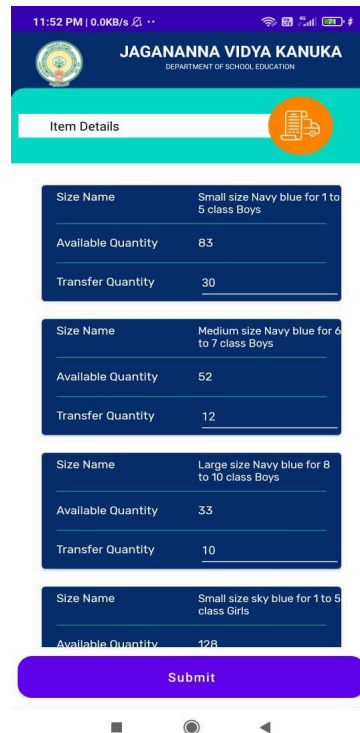 11:52 PM | 0.0KB/s
JAGANANNA VIDYA KANUKA
DEPARTMENT OF SCHOOL EDUCATION
Item Details
Size Name Small size Navy blue for 1 to
5 class Boys
Available Quantity 83
Transfer Quantity 30
Size Name Medium size Navy blue for 6
to 7 class Boys
Available Quantity 52
Transfer Quantity 12
Size Name Large size Navy blue for 8
to 10 class Boys
Available Quantity 33
Transfer Quantity 10
Size Name Small size sky blue for 1 to 5
class Girls
Available Quantity 128
Submit